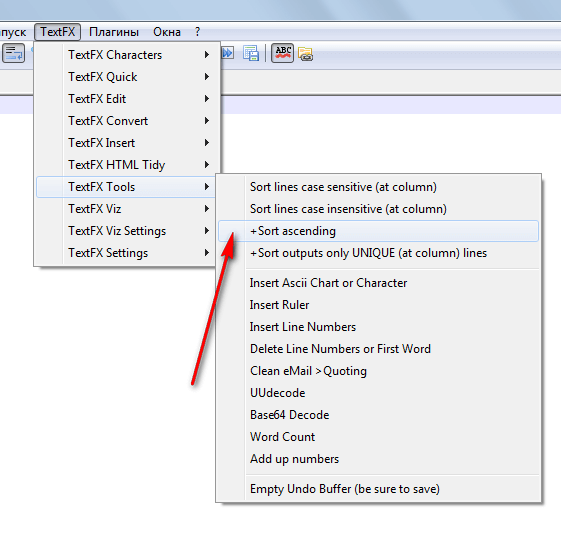 апуск TextFX Плагины Окна ?
ABC
TextFX Characters
TextFX Quick
TextFX Edit
TextFX Convert
TextFX Insert
TextFX HTML Tidy
TextFX Tools
TextFX Viz
TextFX Viz Settings
TextFX Settings
Sort lines case sensitive (at column)
Sort lines case insensitive (at column)
+Sort ascending
+Sort outputs only UNIQUE (at column) lines
Insert Ascii Chart or Character
Insert Ruler
Insert Line Numbers
Delete Line Numbers or First Word
Clean eMail >Quoting
UUdecode
Base64 Decode
Word Count
Add up numbers
Empty Undo Buffer (be sure to save)